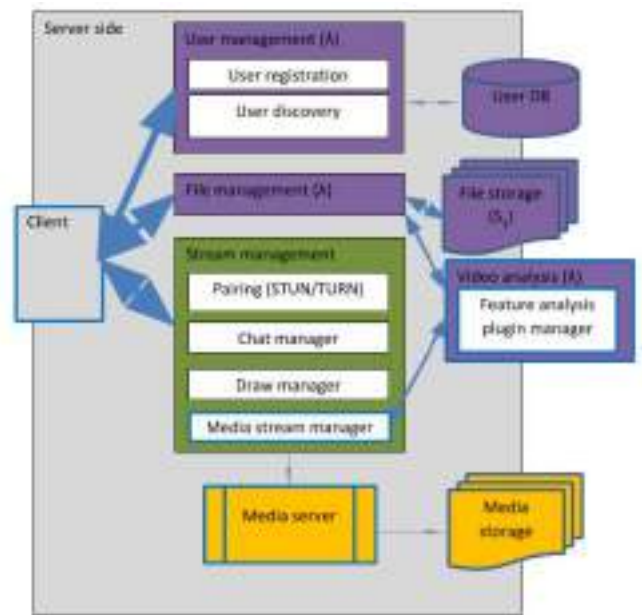 Server side
User management (λ)
User registration
User discovery
User DB
File management (λ)
File storage
Client
Stream management
Pairing (STUN/TURN)
Chat manager
Draw manager
Media stream manager
Video analysis (λ)
Feature analysis
plugin manager
Media server
Media
storage